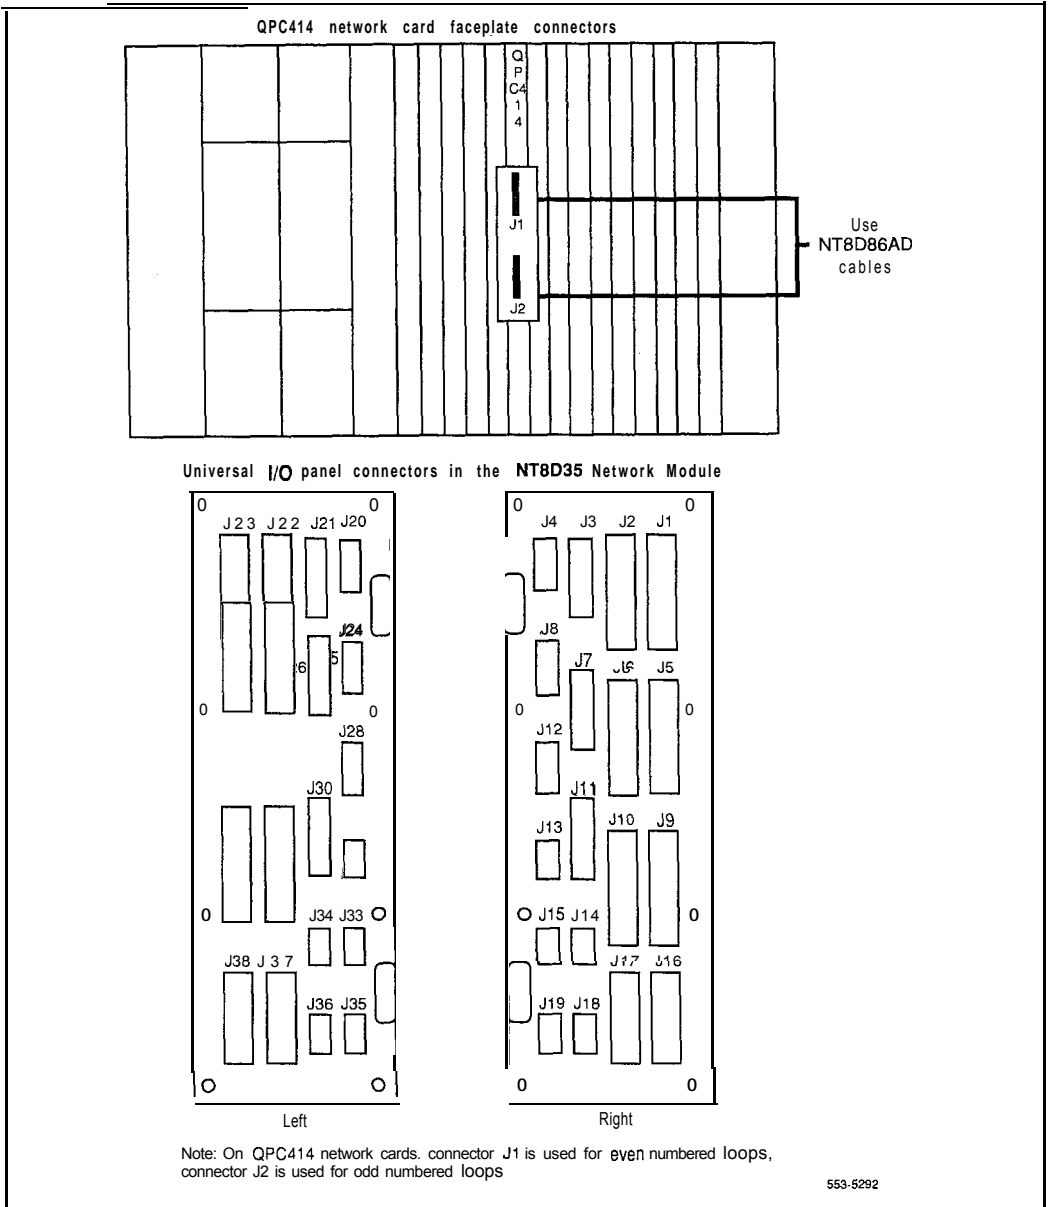 QPC414 network card faceplate connectors
Q
P
C4
1
4
J1
J2
Use
NT8D86AD
cables
Universal I/O panel connectors in the NT8D35 Network Module
J23 J22 J21 J20
J24
J28
J30
J34 J33
J38 J37
J36 J35
Left
J4 J3 J2 J1
J8
J7
J6 J5
J12
J11
J10 J9
J13
J15 J14
J17 J16
J19 J18
Right
Note: On QPC414 network cards. connector J1 is used for even numbered loops,
connector J2 is used for odd numbered loops
553-5292